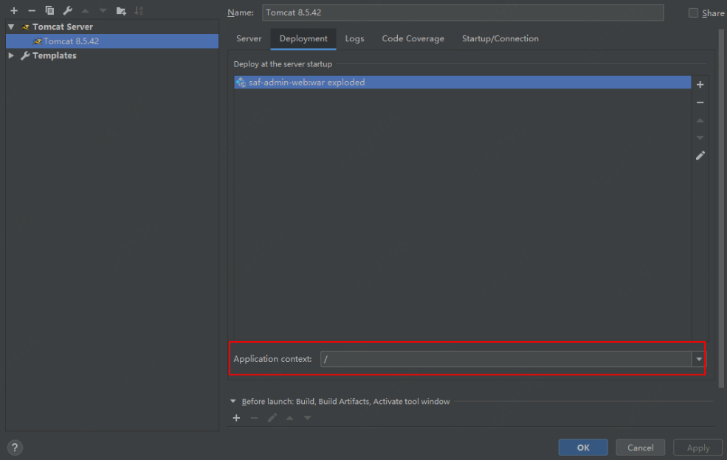 Name: Tomcat 8.5.42
Share
Tomcat Server
Tomcat 8.5.42
Templates
Server Deployment Logs Code Coverage Startup/Connection
Deploy at the server startup
saf-admin-web:war exploded
Application context: /
Before launch: Build, Build Artifacts, Activate tool window
OK Cancel Apply